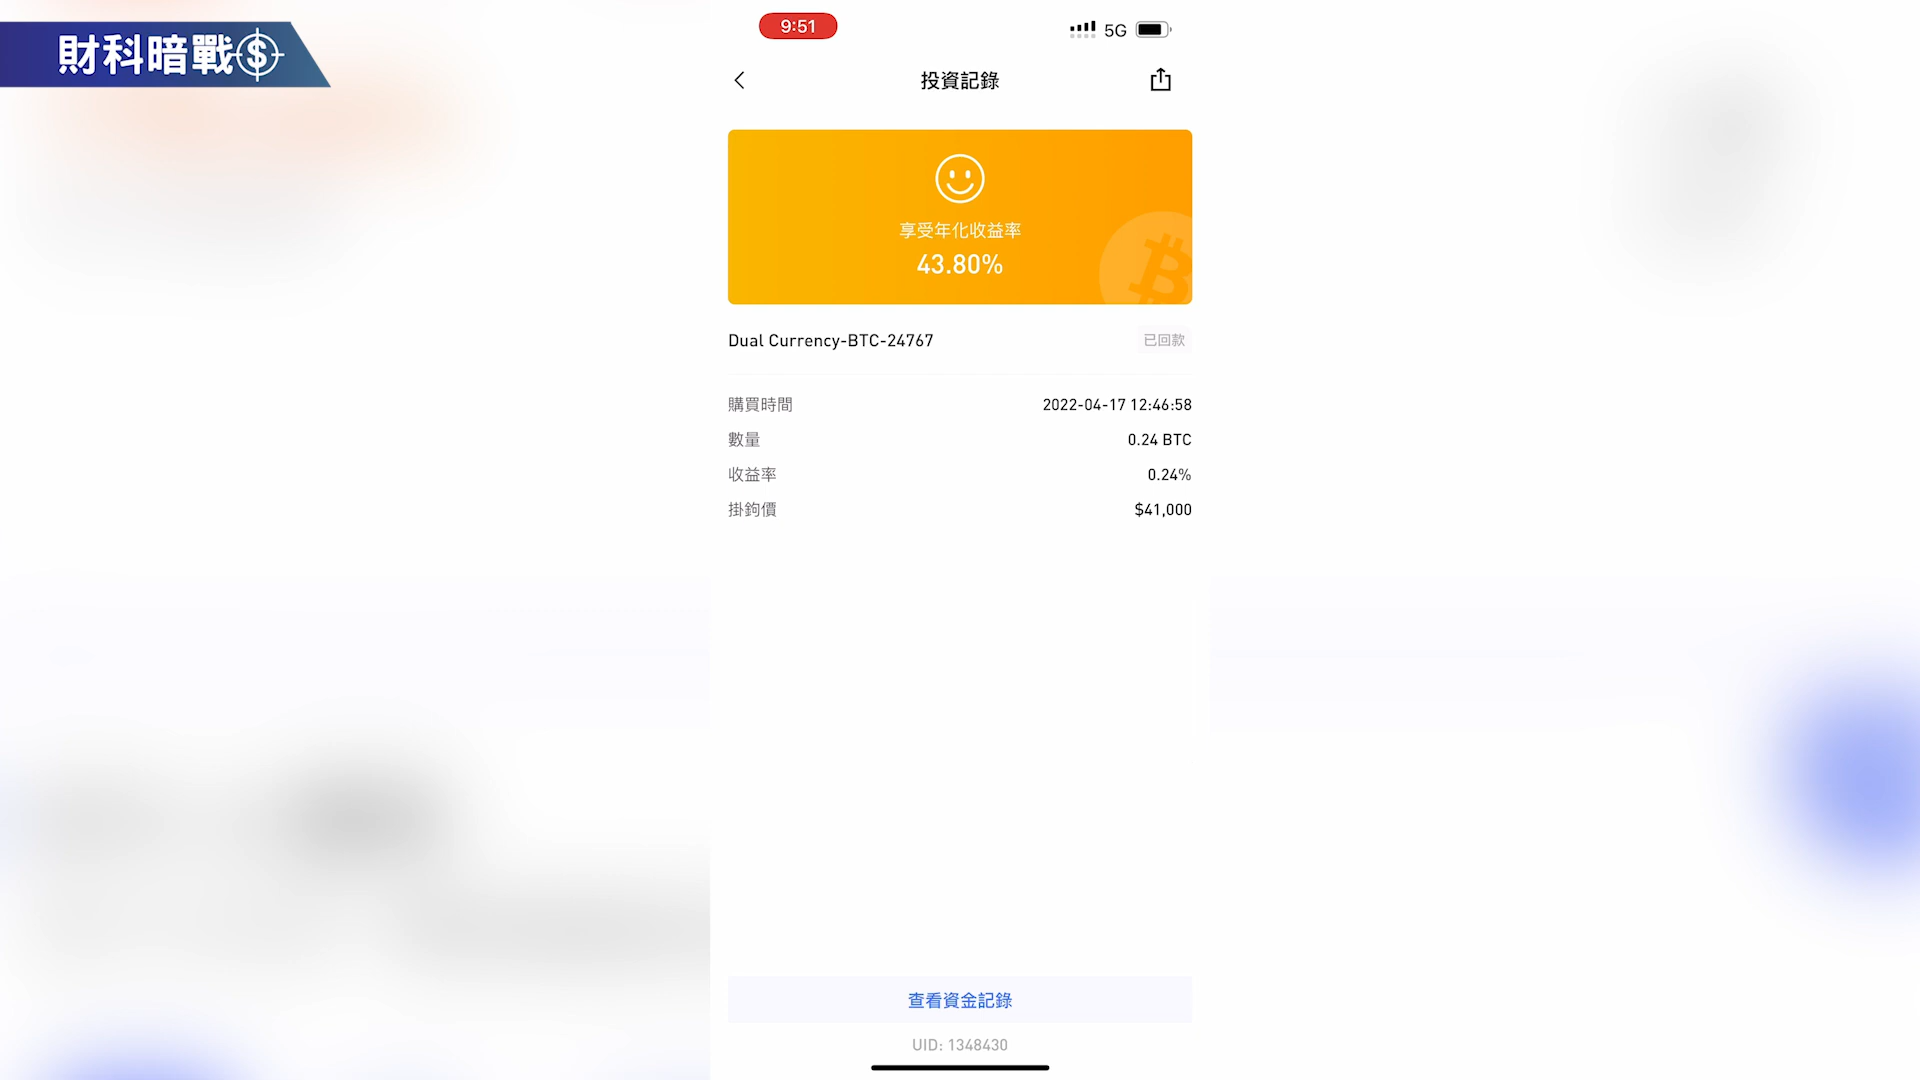 財科暗戰$
9:51
5G
投資記錄
享受年化收益率
43.80%
Dual Currency-BTC-24767
已回款
購買時間 2022-04-17 12:46:58
數量 0.24 BTC
收益率 0.24%
掛鉤價 $41,000
查看資金記錄
UID: 1348430